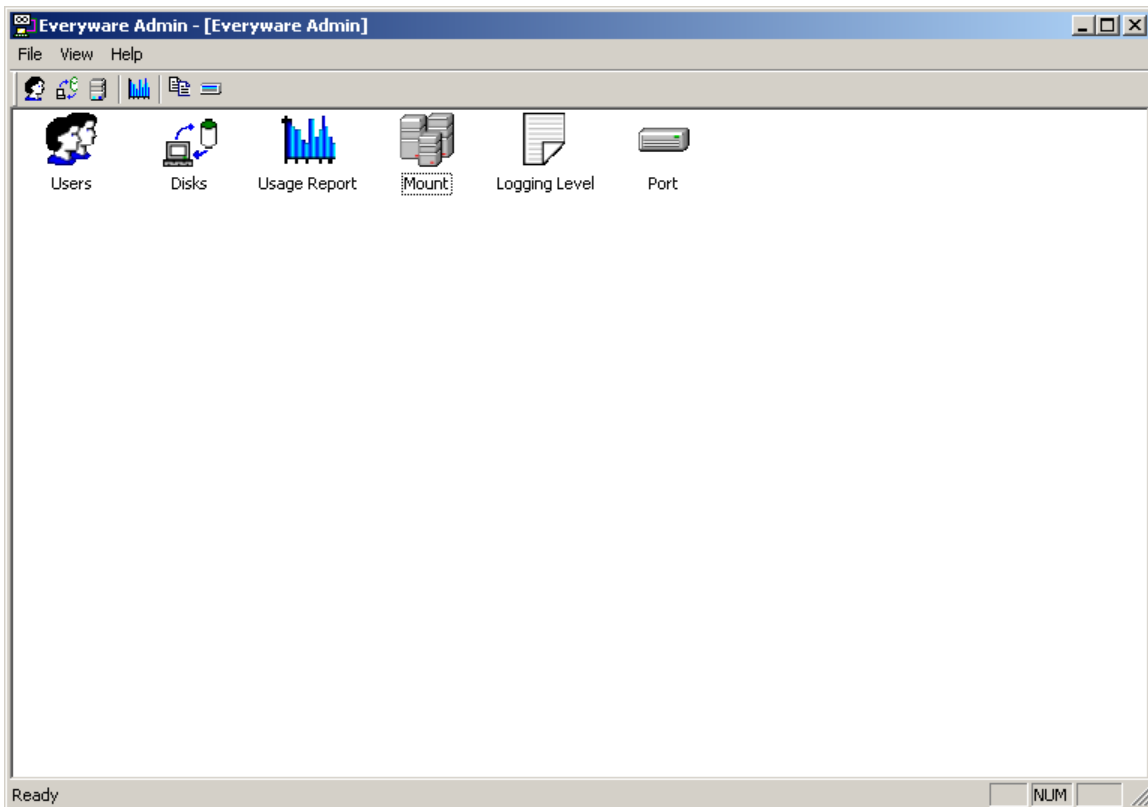 Everyware Admin - [Everyware Admin]
File View Help
Users Disks Usage Report Mount Logging Level Port
Ready NUM